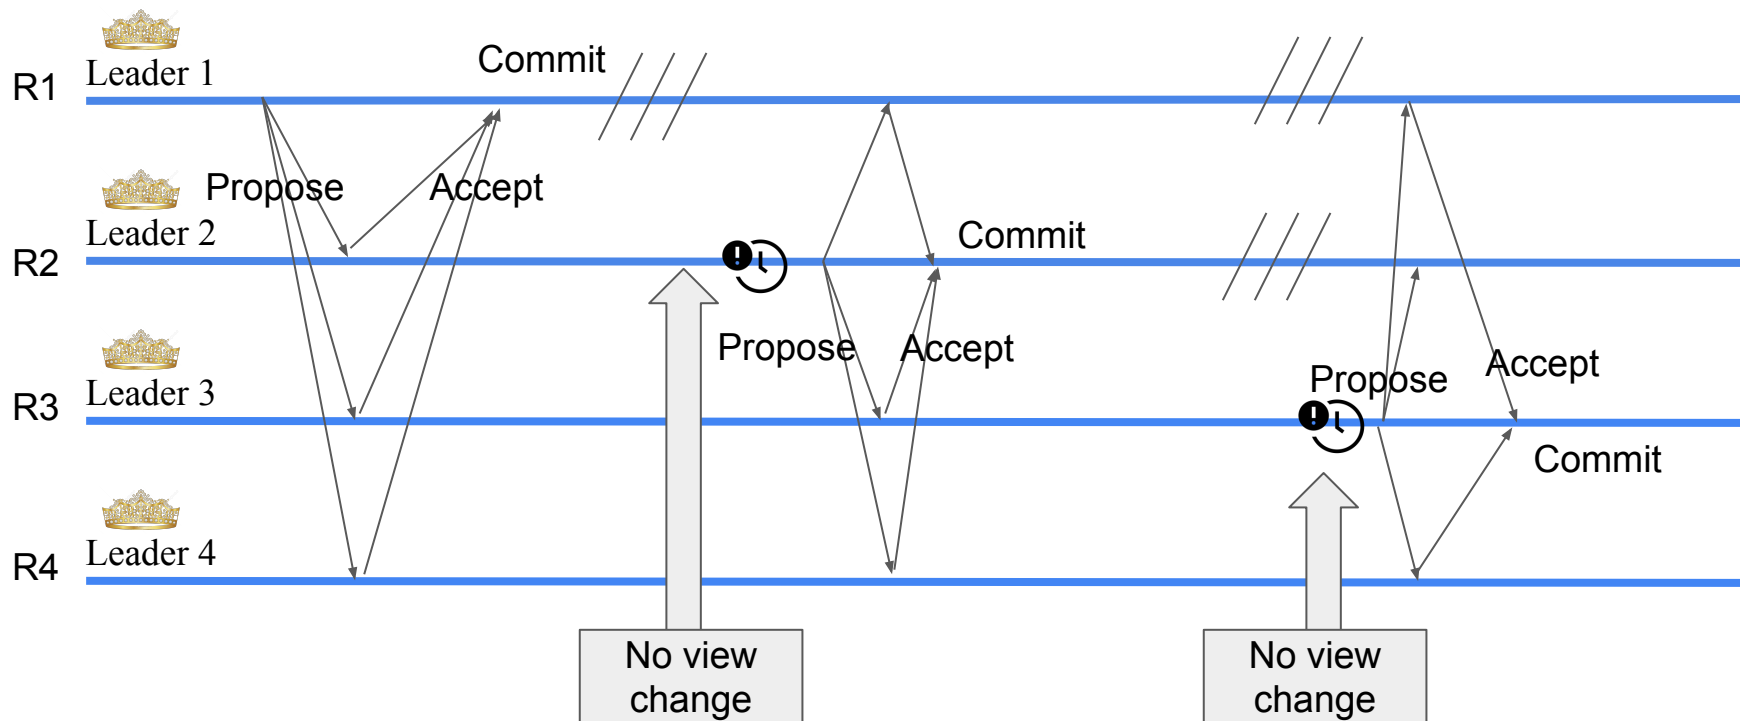 R1
Leader 1
Commit
Propose
Accept
R2
Leader 2
Commit
Propose
Accept
R3
Leader 3
Propose
Accept
Commit
R4
Leader 4
No view
change
No view
change